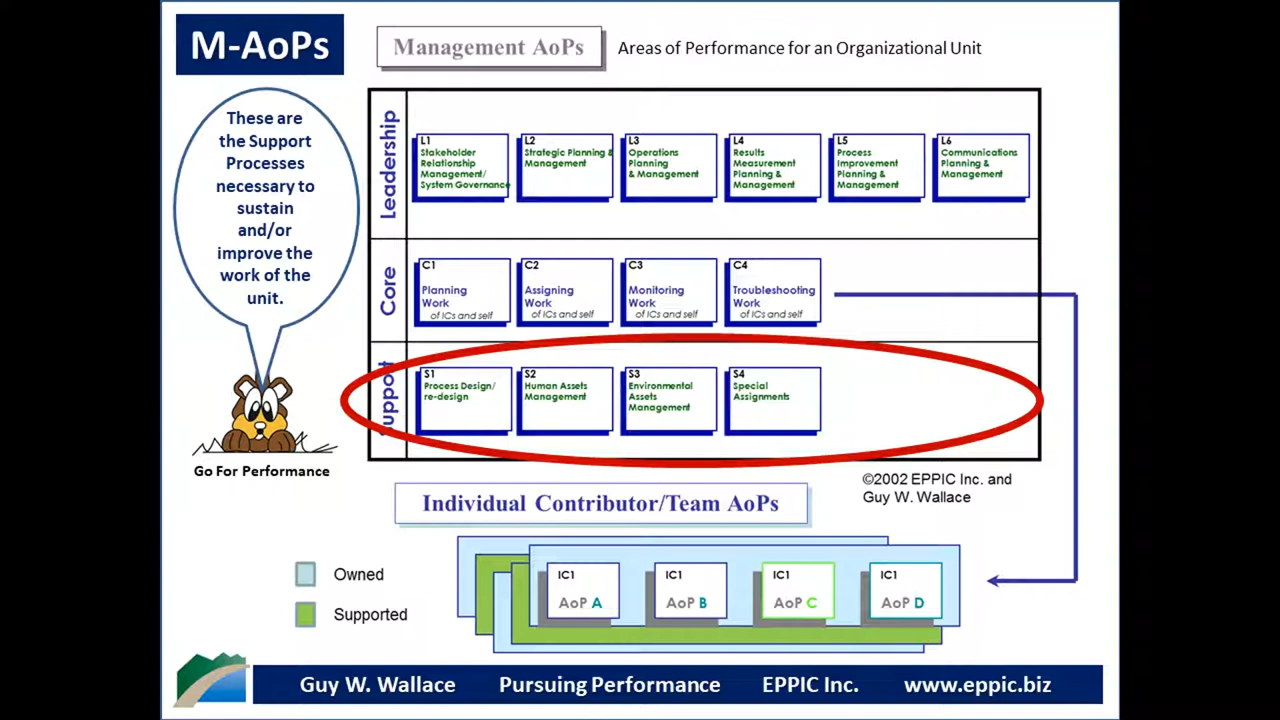 M-AoPs
Management AoPs
Areas of Performance for an Organizational Unit
These are
the Support
Processes
necessary to
sustain
and/or
improve the
work of the
unit.
Go For Performance
Leadership
L1
Stakeholder
Relationship
Management/
System Governance
L2
Strategic Planning &
Management
L3
Operations
Planning
& Management
L4
Results
Measurement
Planning &
Management
L5
Process
Improvement
Planning &
Management
L6
Communications
Planning &
Management
Core
C1
Planning
Work
of ICs and self
C2
Assigning
Work
of ICs and self
C3
Monitoring
Work
of ICs and self
C4
Troubleshooting
Work
of ICs and self
Support
S1
Process Design/
re-design
S2
Human Assets
Management
S3
Environmental
Assets
Management
S4
Special
Assignments
©2002 EPPIC Inc. and
Guy W. Wallace
Individual Contributor/Team AoPs
Owned
Supported
IC1
AoP A
IC1
AoP B
IC1
AoP C
IC1
AoP D
Guy W. Wallace Pursuing Performance EPPIC Inc. www.eppic.biz